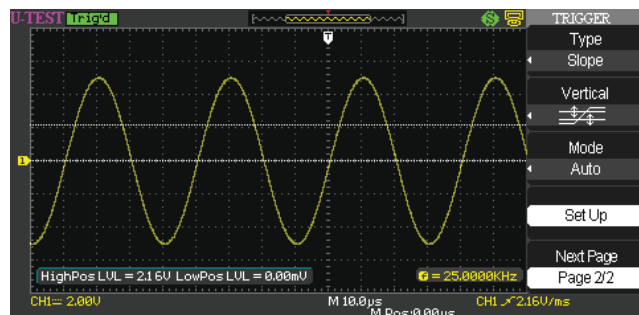 U-TEST Trig'd TRIGGER
T
Type
Slope
Vertical
Mode
Auto
Set Up
Next Page
Page 2/2
1
HighPos LVL = 2.16V LowPos LVL = 0.00mV
f = 25.0000KHz
CH1 2.00V M 10.0μs CH1 2.16V/ms
M Pos:0.00μs